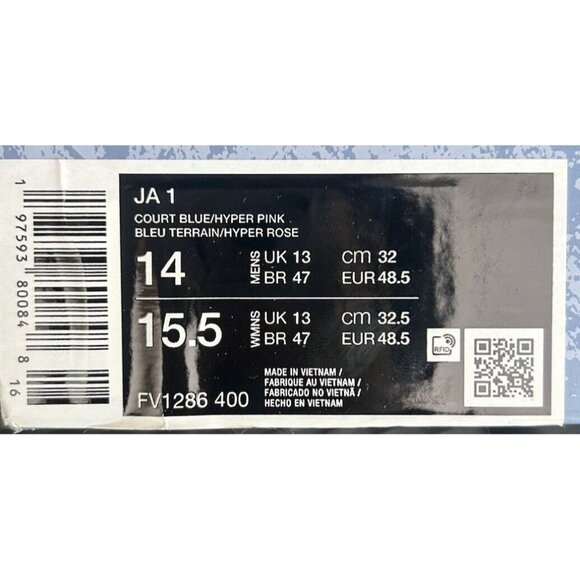 JA 1
COURT BLUE/HYPER PINK
BLEU TERRAIN/HYPER ROSE
14 MENS UK 13 cm 32
BR 47 EUR 48.5
15.5 WMNS UK 13 cm 32.5
BR 47 EUR 48.5
MADE IN VIETNAM /
FABRIQUE AU VIETNAM /
FABRICADO NO VIETNÃ /
HECHO EN VIETNAM
FV1286 400
RFID
1 97593 80084 8 16